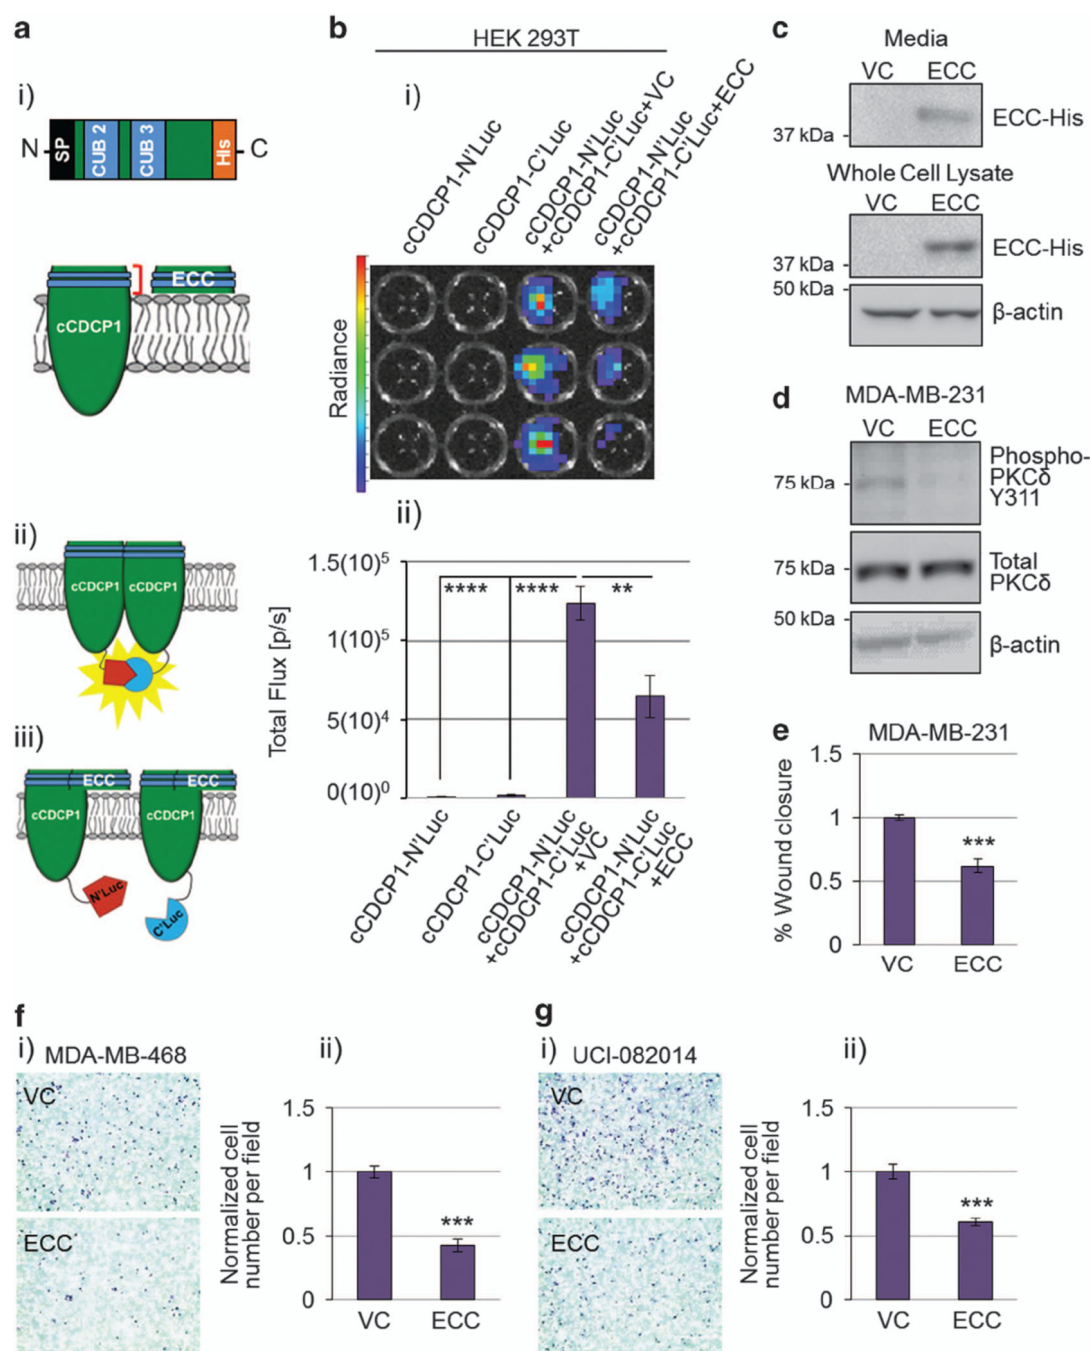 a
i)
N
SP
CUB 2
CUB 3
His
C
cCDCP1
ECC
ii)
cCDCP1
cCDCP1
iii)
ECC
ECC
cCDCP1
cCDCP1
N'Luc
C'Luc
b
HEK 293T
i)
cCDCP1-N'Luc
cCDCP1-C'Luc
cCDCP1-N'Luc
+cCDCP1-C'Luc+VC
cCDCP1-N'Luc
+cCDCP1-C'Luc+ECC
Radiance
ii)
Total Flux [p/s]
1.5(10)5
1(10)5
5(10)4
0(10)0
**** **** **
cCDCP1-N'Luc
cCDCP1-C'Luc
cCDCP1-N'Luc
+cCDCP1-C'Luc
+VC
cCDCP1-N'Luc
+cCDCP1-C'Luc
+ECC
c
Media
VC ECC
37 kDa
ECC-His
Whole Cell Lysate
VC ECC
37 kDa
ECC-His
50 kDa
β-actin
d
MDA-MB-231
VC ECC
75 kDa
Phospho-
PKCδ
Y311
75 kDa
Total
PKCδ
50 kDa
β-actin
e
MDA-MB-231
% Wound closure
1.5
1
0.5
0
***
VC ECC
f
i) MDA-MB-468
VC
ECC
ii)
Normalized cell
number per field
1.5
1
0.5
0
***
VC ECC
g
i) UCI-082014
VC
ECC
ii)
Normalized cell
number per field
1.5
1
0.5
0
***
VC ECC